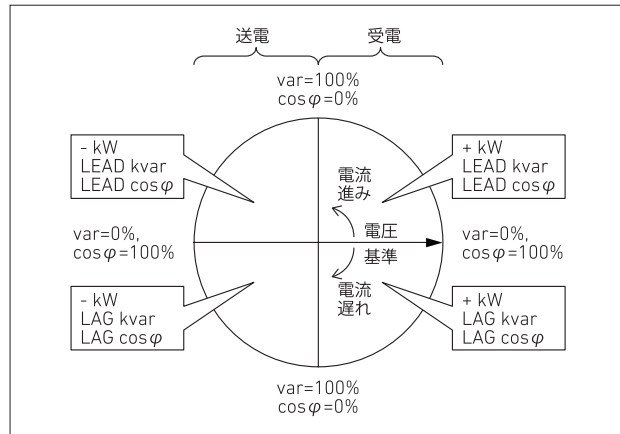 送電
受電
var=100%
cosφ=0%
- kW
LEAD kvar
LEAD cosφ
+ kW
LEAD kvar
LEAD cosφ
電流
進み
var=0%,
cosφ=100%
電圧
基準
var=0%,
cosφ=100%
電流
遅れ
- kW
LAG kvar
LAG cosφ
+ kW
LAG kvar
LAG cosφ
var=100%
cosφ=0%